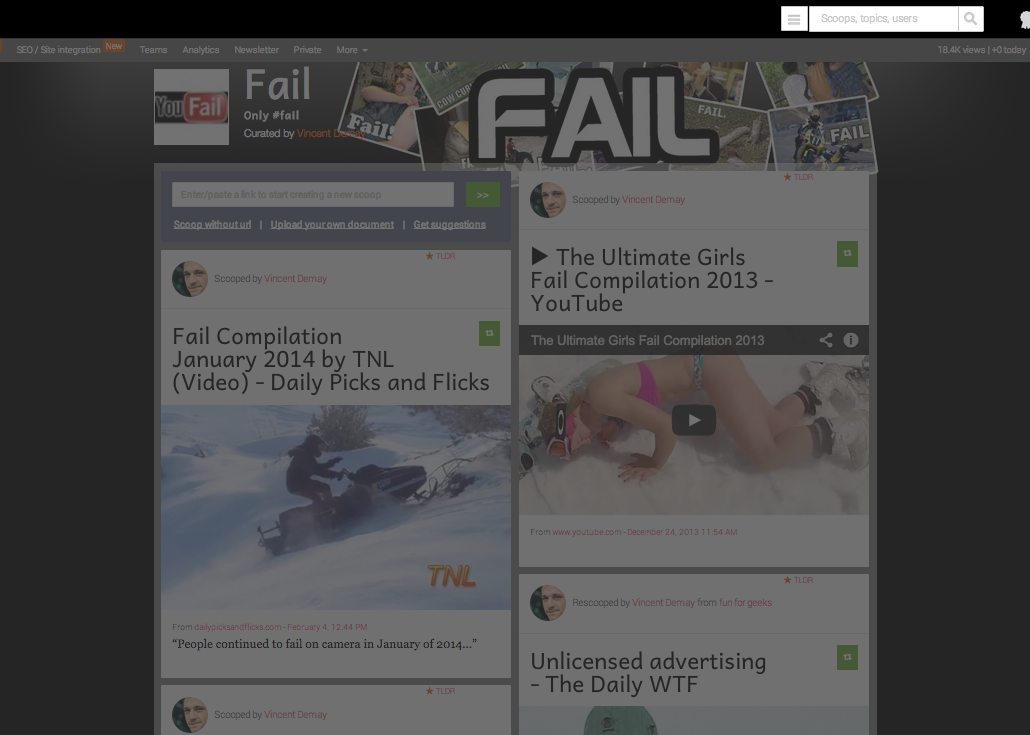 Scoops, topics, users
SEO / Site integration New Teams Analytics Newsletter Private More
18.4K views | +0 today
You Fail
Fail
Only #fail
Curated by Vincent Demay
Fail!
COW CURL
FAIL
FAIL.
FAIL
Enter/paste a link to start creating a new scoop >>
Scoop without url | Upload your own document | Get suggestions
TLDR
Scooped by Vincent Demay
Fail Compilation
January 2014 by TNL
(Video) - Daily Picks and Flicks
TNL
From dailypicksandflicks.com - February 4, 12:44 PM
“People continued to fail on camera in January of 2014...”
TLDR
Scooped by Vincent Demay
TLDR
Scooped by Vincent Demay
▶ The Ultimate Girls
Fail Compilation 2013 -
YouTube
The Ultimate Girls Fail Compilation 2013
From www.youtube.com - December 24, 2013 11:54 AM
TLDR
Rescooped by Vincent Demay from fun for geeks
Unlicensed advertising
- The Daily WTF